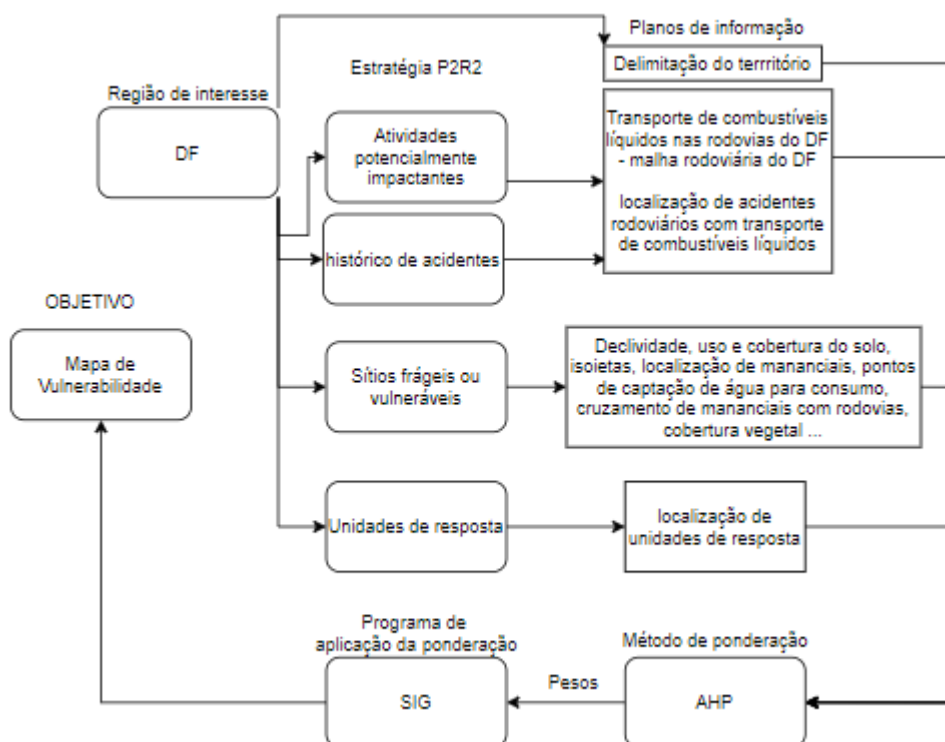 Planos de informação
Delimitação do terrritório
Estratégia P2R2
Região de interesse
DF
Atividades
potencialmente
impactantes
Transporte de combustíveis
líquidos nas rodovias do DF
- malha rodoviária do DF
localização de acidentes
rodoviários com transporte
de combustíveis líquidos
histórico de acidentes
OBJETIVO
Mapa de
Vulnerabilidade
Sítios frágeis ou
vulneráveis
Declividade, uso e cobertura do solo,
isoietas, localização de mananciais, pontos
de captação de água para consumo,
cruzamento de mananciais com rodovias,
cobertura vegetal ...
Unidades de resposta
localização de
unidades de resposta
Programa de
aplicação da ponderação
SIG
Pesos
Método de ponderação
AHP